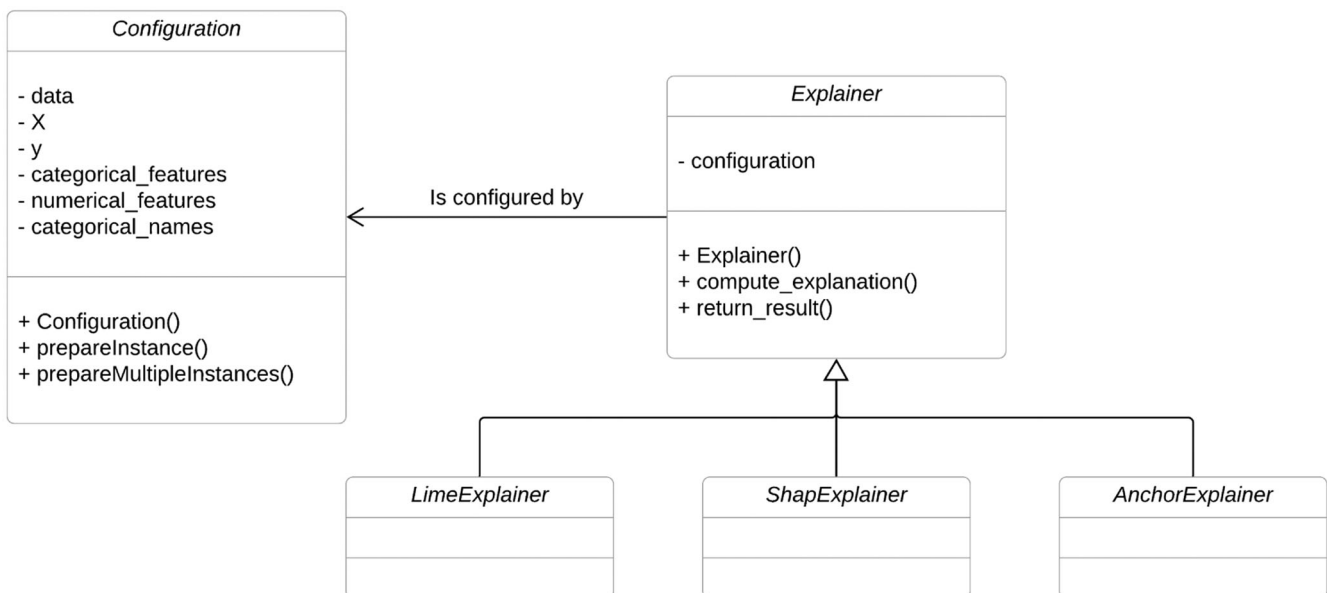 Configuration
- data
- X
- y
- categorical_features
- numerical_features
- categorical_names
+ Configuration()
+ prepareInstance()
+ prepareMultipleInstances()
Is configured by
Explainer
- configuration
+ Explainer()
+ compute_explanation()
+ return_result()
LimeExplainer
ShapExplainer
AnchorExplainer